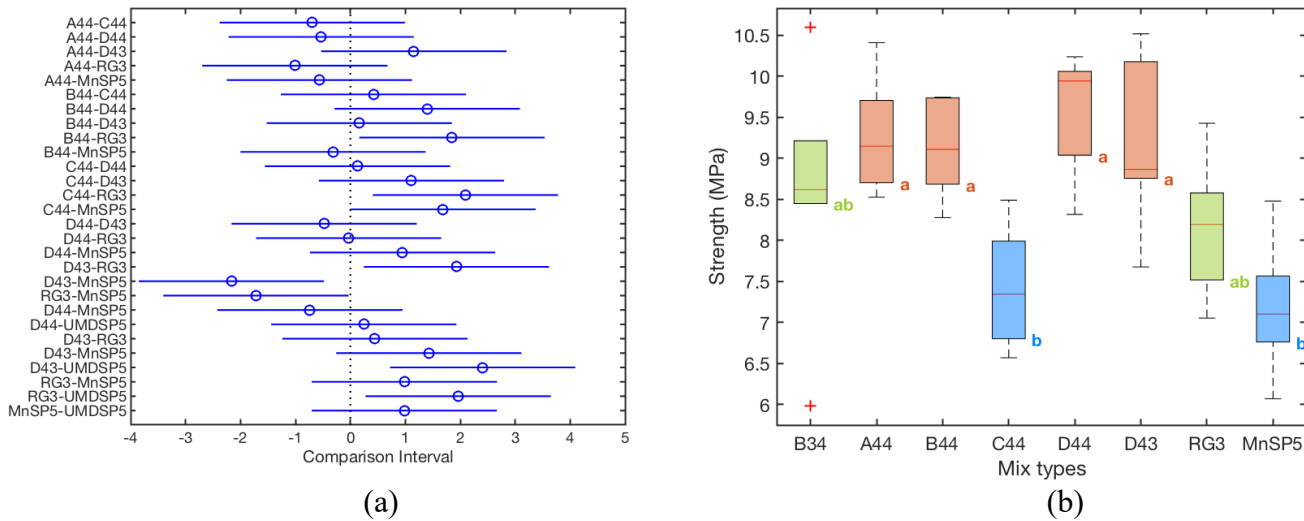 A44-C44
A44-D44
A44-D43
A44-RG3
A44-MnSP5
B44-C44
B44-D44
B44-D43
B44-RG3
B44-MnSP5
C44-D44
C44-D43
C44-RG3
C44-MnSP5
D44-D43
D44-RG3
D44-MnSP5
D43-RG3
D43-MnSP5
RG3-MnSP5
D44-MnSP5
D44-UMDSP5
D43-RG3
D43-MnSP5
D43-UMDSP5
RG3-MnSP5
RG3-UMDSP5
MnSP5-UMDSP5
-4 -3 -2 -1 0 1 2 3 4 5
Comparison Interval
(a)
Strength (MPa)
10.5
10
9.5
9
8.5
8
7.5
7
6.5
6
ab
a
a
b
a
a
ab
b
B34 A44 B44 C44 D44 D43 RG3 MnSP5
Mix types
(b)